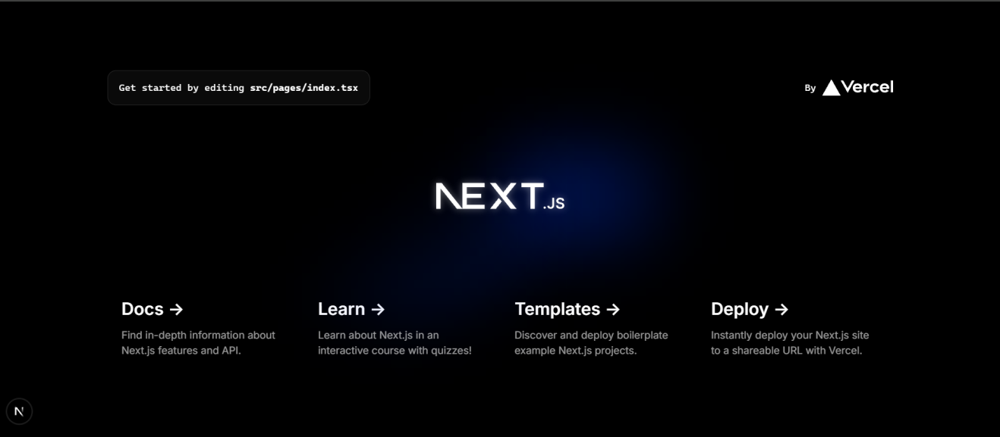 Get started by editing src/pages/index.tsx
By Vercel
NEXT.JS
Docs →
Find in-depth information about
Next.js features and API.
Learn →
Learn about Next.js in an
interactive course with quizzes!
Templates →
Discover and deploy boilerplate
example Next.js projects.
Deploy →
Instantly deploy your Next.js site
to a shareable URL with Vercel.
N